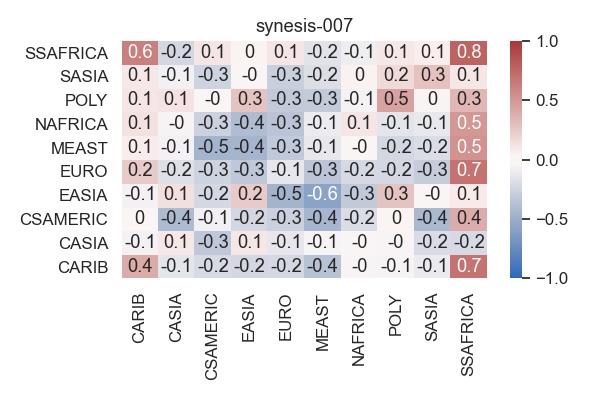 synesis-007
SSAFRICA 0.6 -0.2 0.1 0 0.1 -0.2 -0.1 0.1 0.1 0.8
SASIA 0.1 -0.1 -0.3 -0 -0.3 -0.2 0 0.2 0.3 0.1
POLY 0.1 0.1 -0 0.3 -0.3 -0.3 -0.1 0.5 0 0.3
NAFRICA 0.1 -0 -0.3 -0.4 -0.3 -0.1 0.1 -0.1 -0.1 0.5
MEAST 0.1 -0.1 -0.5 -0.4 -0.3 -0.1 -0 -0.2 -0.2 0.5
EURO 0.2 -0.2 -0.3 -0.3 -0.1 -0.3 -0.2 -0.2 -0.3 0.7
EASIA -0.1 0.1 -0.2 0.2 -0.5 -0.6 -0.3 0.3 -0 0.1
CSAMERIC 0 -0.4 -0.1 -0.2 -0.3 -0.4 -0.2 0 -0.4 0.4
CASIA -0.1 0.1 -0.3 0.1 -0.1 -0.1 -0 -0 -0.2 -0.2
CARIB 0.4 -0.1 -0.2 -0.2 -0.2 -0.4 -0 -0.1 -0.1 0.7
CARIB CASIA CSAMERIC EASIA EURO MEAST NAFRICA POLY SASIA SSAFRICA
1.0
0.5
0.0
−0.5
−1.0